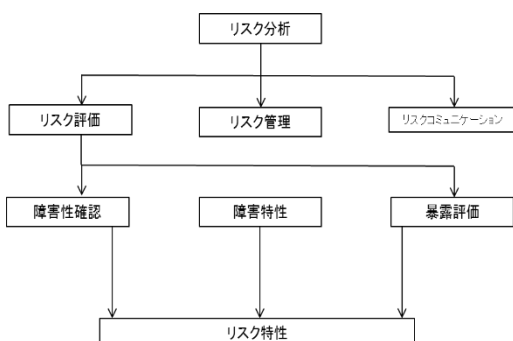 リスク分析
リスク評価
リスク管理
リスクコミュニケーション
障害性確認
障害特性
暴露評価
リスク特性